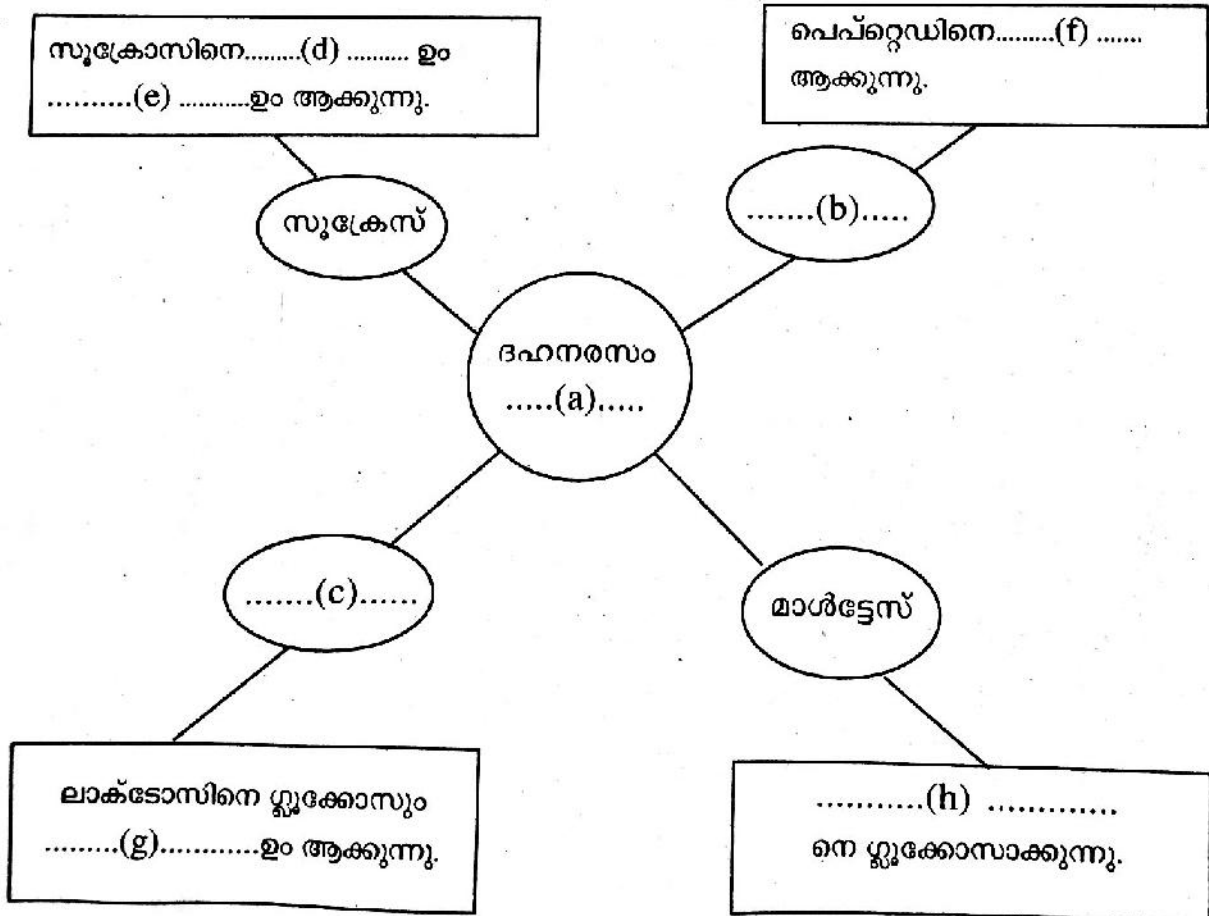 സൂക്രോസിനെ.........(d) .......... ഉം
..........(e) ...........ഉം ആക്കുന്നു.
പെപ്റ്റെഡിനെ.........(f) .......
ആക്കുന്നു.
സൂക്രേസ്
.......(b).....
ദഹനരസം
.....(a).....
.......(c)......
മാൾട്ടേസ്
ലാക്ടോസിനെ ഗ്ലൂക്കോസും
.........(g)............ഉം ആക്കുന്നു.
...........(h) .............
നെ ഗ്ലൂക്കോസാക്കുന്നു.